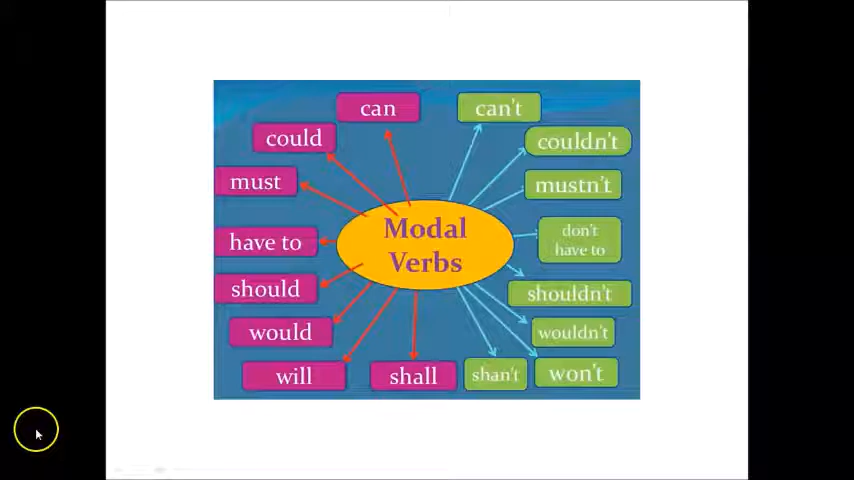 can
can't
could
couldn't
must
mustn't
Modal
Verbs
have to
don't
have to
should
shouldn't
would
wouldn't
will
shall
shan't
won't